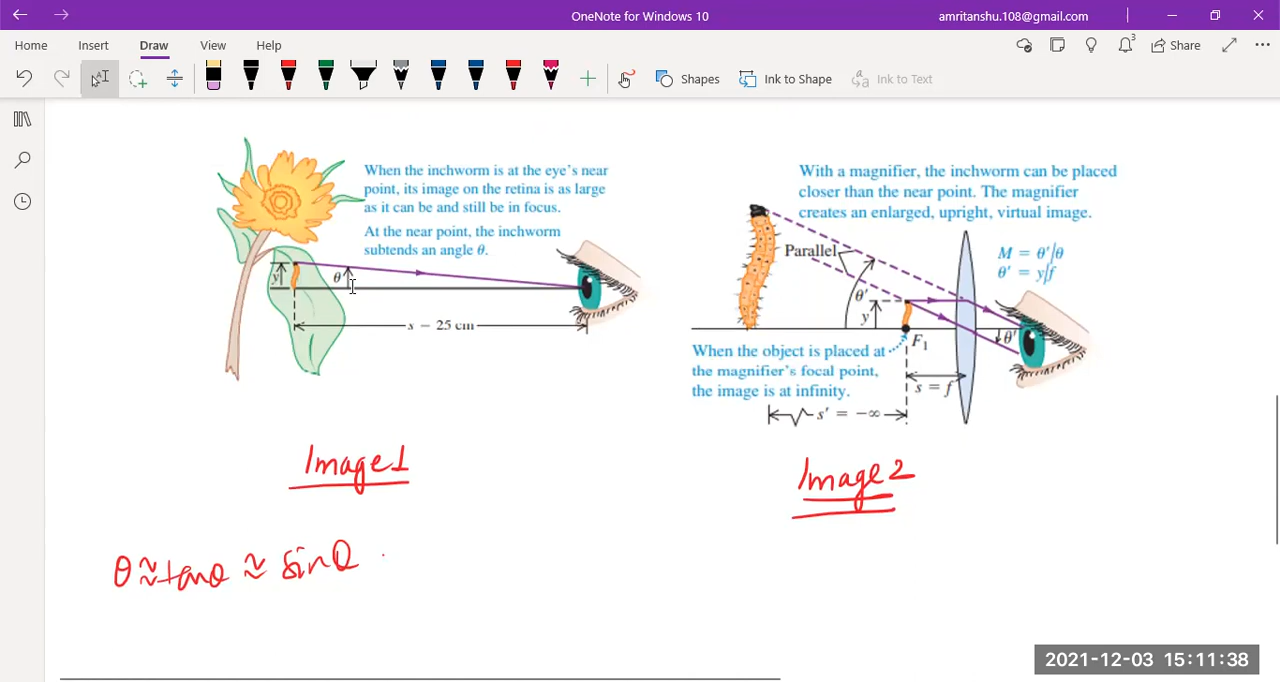 OneNote for Windows 10
amritanshu.108@gmail.com
Home Insert Draw View Help
3
Share
Shapes
Ink to Shape
Ink to Text
When the inchworm is at the eye's near
point, its image on the retina is as large
as it can be and still be in focus.
At the near point, the inchworm
subtends an angle θ.
y
θ
s – 25 cm
Image 1
With a magnifier, the inchworm can be placed
closer than the near point. The magnifier
creates an enlarged, upright, virtual image.
Parallel
M = θ'/θ
θ' = y/f
θ'
y
θ'
F1
When the object is placed at
the magnifier's focal point,
the image is at infinity.
s = f
s' = −∞
Image 2
θ ≈ tanθ ≈ sinθ
2021-12-03 15:11:38